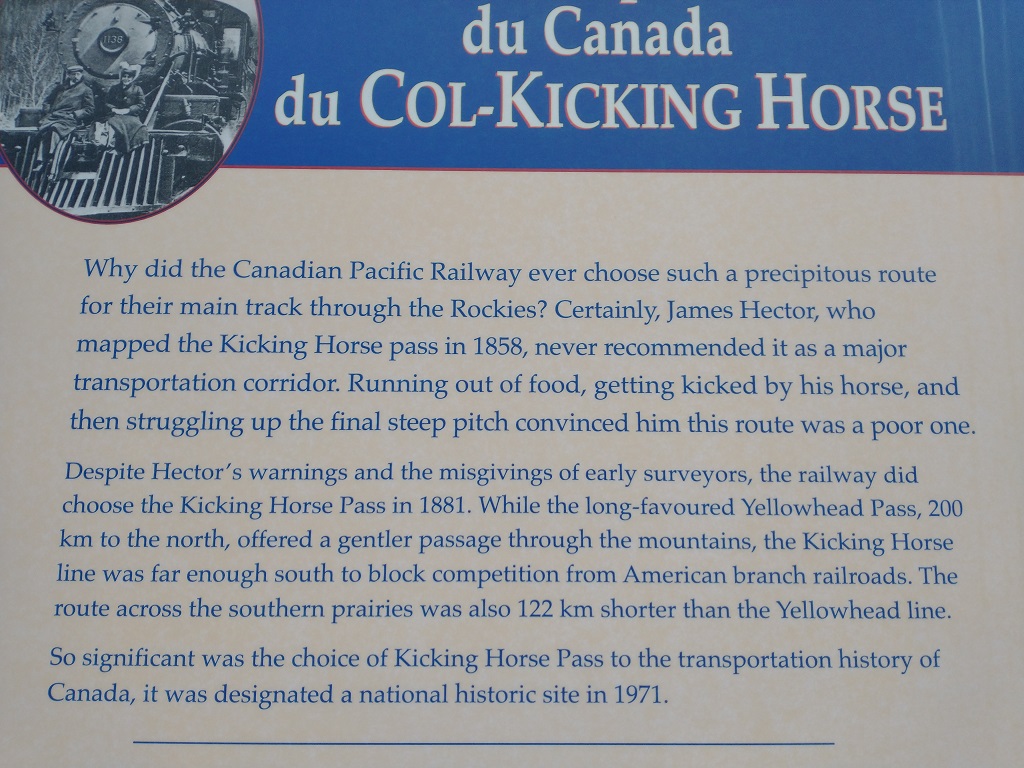 1138
du Canada
du COL-KICKING HORSE
Why did the Canadian Pacific Railway ever choose such a precipitous route
for their main track through the Rockies? Certainly, James Hector, who
mapped the Kicking Horse pass in 1858, never recommended it as a major
transportation corridor. Running out of food, getting kicked by his horse, and
then struggling up the final steep pitch convinced him this route was a poor one.
Despite Hector's warnings and the misgivings of early surveyors, the railway did
choose the Kicking Horse Pass in 1881. While the long-favoured Yellowhead Pass, 200
km to the north, offered a gentler passage through the mountains, the Kicking Horse
line was far enough south to block competition from American branch railroads. The
route across the southern prairies was also 122 km shorter than the Yellowhead line.
So significant was the choice of Kicking Horse Pass to the transportation history of
Canada, it was designated a national historic site in 1971.